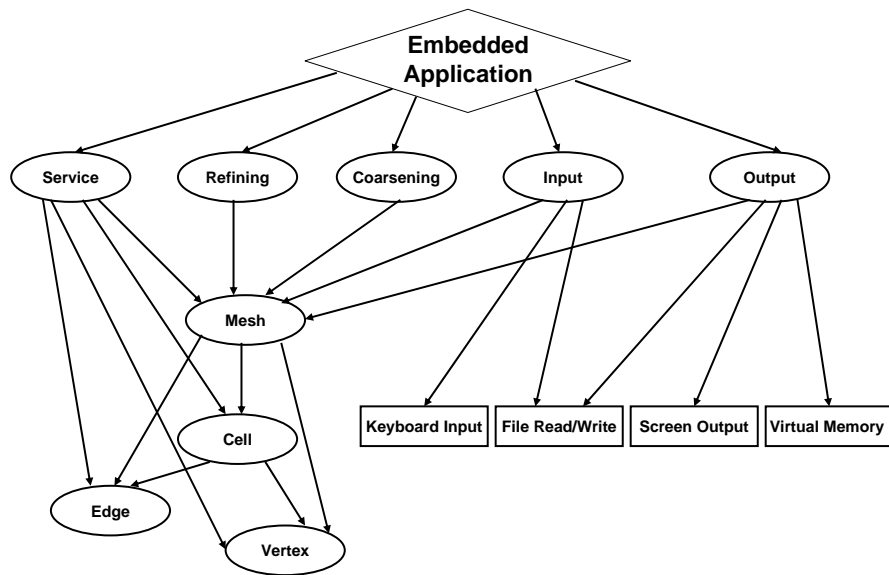 Embedded
Application
Service
Refining
Coarsening
Input
Output
Mesh
Keyboard Input
File Read/Write
Screen Output
Virtual Memory
Cell
Edge
Vertex